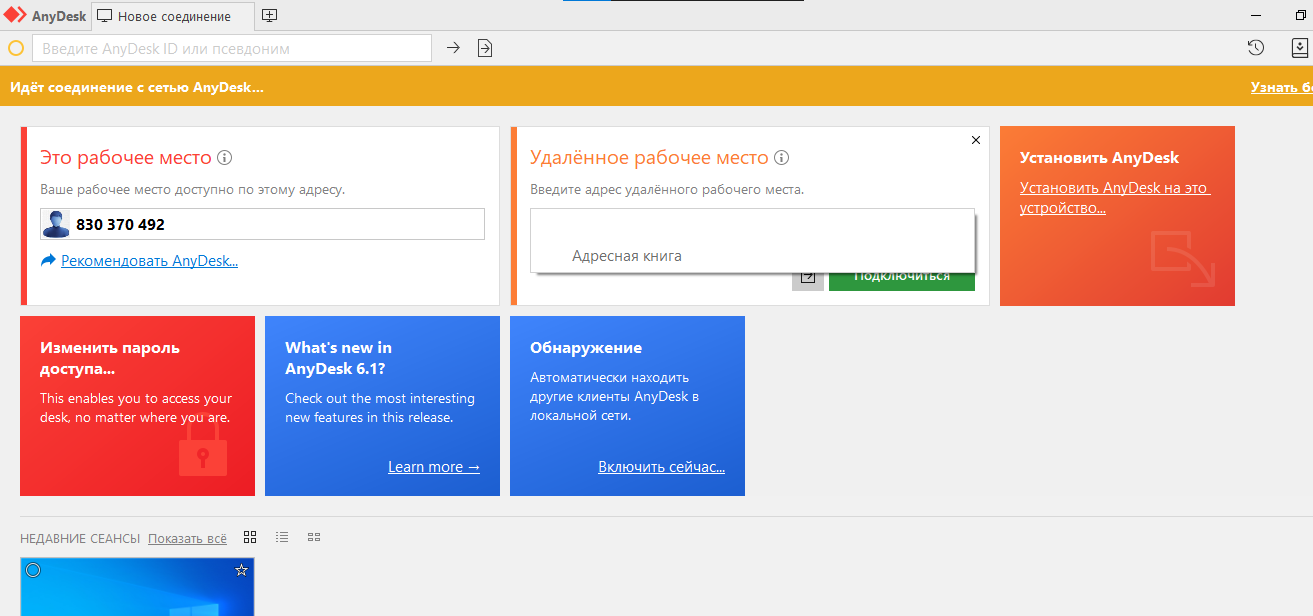 AnyDesk
Новое соединение
Введите AnyDesk ID или псевдоним
Идёт соединение с сетью AnyDesk...
Узнать
Это рабочее место
Ваше рабочее место доступно по этому адресу.
830 370 492
Рекомендовать AnyDesk...
Удалённое рабочее место
Введите адрес удалённого рабочего места.
Адресная книга
Подключиться
Установить AnyDesk
Установить AnyDesk на это
устройство...
Изменить пароль
доступа...
This enables you to access your
desk, no matter where you are.
What's new in
AnyDesk 6.1?
Check out the most interesting
new features in this release.
Learn more →
Обнаружение
Автоматически находить
другие клиенты AnyDesk в
локальной сети.
Включить сейчас...
НЕДАВНИЕ СЕАНСЫ Показать всё